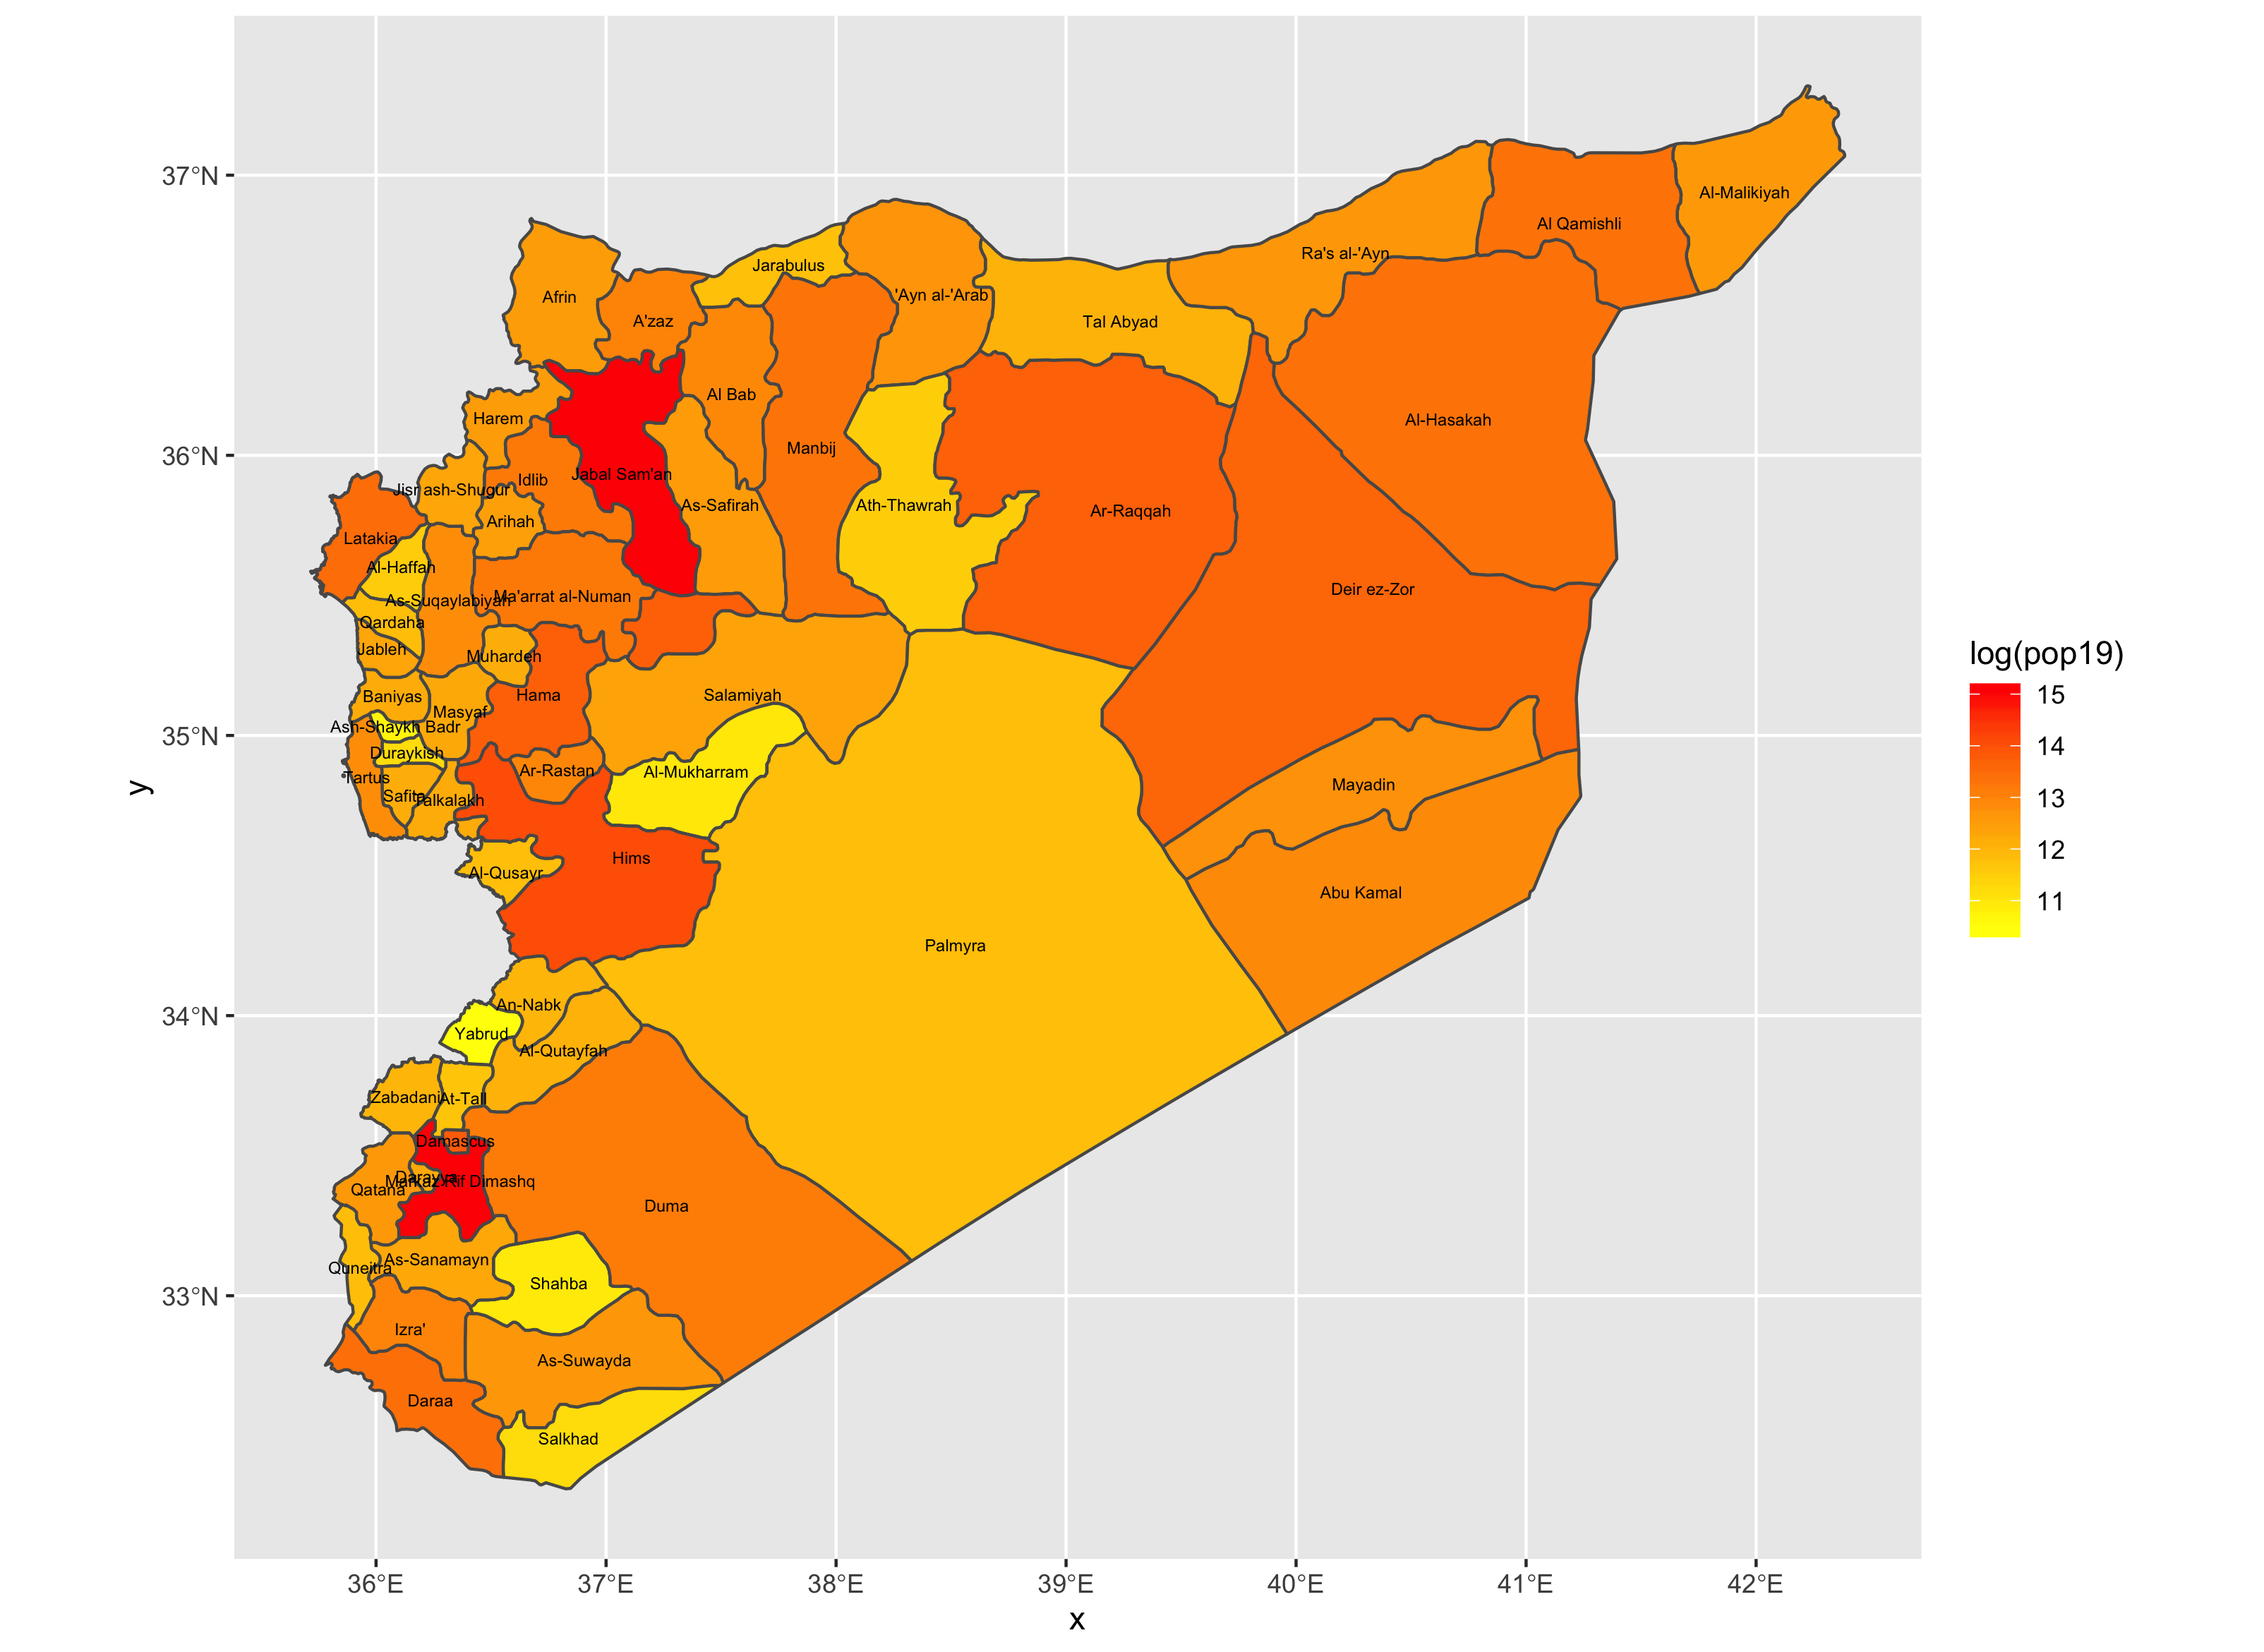 37°N
36°N
35°N
34°N
33°N
y
Al-Malikiyah
Al Qamishli
Ra's al-'Ayn
Jarabulus
'Ayn al-'Arab
Afrin
A'zaz
Tal Abyad
Al Bab
Harem
Al-Hasakah
Manbij
Jabal Sam'an
Idlib
Jisr ash-Shugur
As-Safirah
Ath-Thawrah
Ar-Raqqah
Arihah
Latakia
Al-Haffah
Deir ez-Zor
As-Suqaylabiyah
Ma'arrat al-Numan
Qardaha
Jableh
Muhardeh
Hama
Salamiyah
Baniyas
Masyaf
Ash-Shaykh Badr
Duraykish
Ar-Rastan
Al-Mukharram
Tartus
Mayadin
Safita
Talkalakh
Hims
Al-Qusayr
Abu Kamal
Palmyra
An-Nabk
Yabrud
Al-Qutayfah
Zabadani
At-Tall
Damascus
Darayya
Markaz Rif Dimashq
Qatana
Duma
As-Sanamayn
Quneitra
Shahba
Izra'
As-Suwayda
Daraa
Salkhad
36°E
37°E
38°E
39°E
40°E
41°E
42°E
x
log(pop19)
15
14
13
12
11